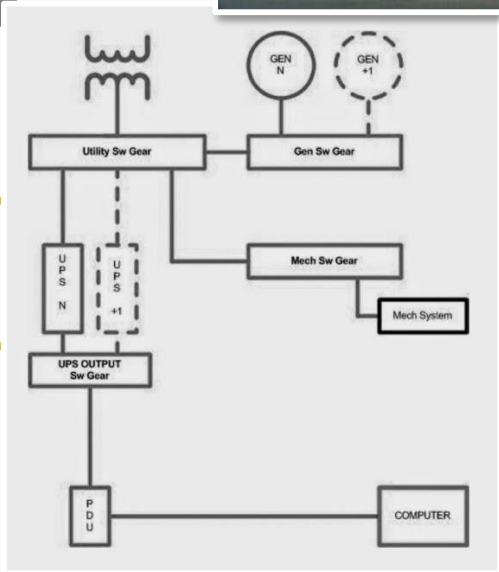 GEN
N
GEN
+1
Utility Sw Gear
Gen Sw Gear
U
P
S
N
U
P
S
+1
Mech Sw Gear
Mech System
UPS OUTPUT
Sw Gear
P
D
U
COMPUTER